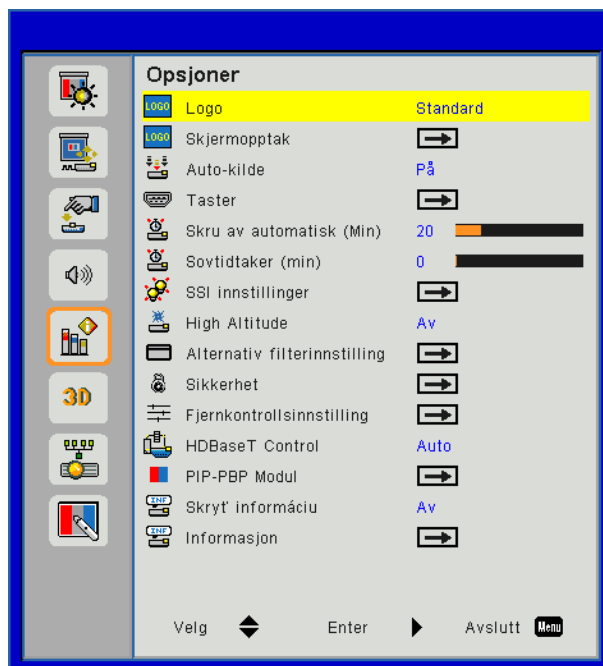 Opsjoner
LOGO Logo Standard
LOGO Skjermopptak
Auto-kilde På
Taster
Skru av automatisk (Min) 20
Sovtidtaker (min) 0
SSI innstillinger
High Altitude Av
Alternativ filterinnstilling
3D Sikkerhet
Fjernkontrollsinnstilling
HDBaseT Control Auto
PIP-PBP Modul
INF Skryť informáciu Av
INF Informasjon
Velg Enter Avslutt Menu